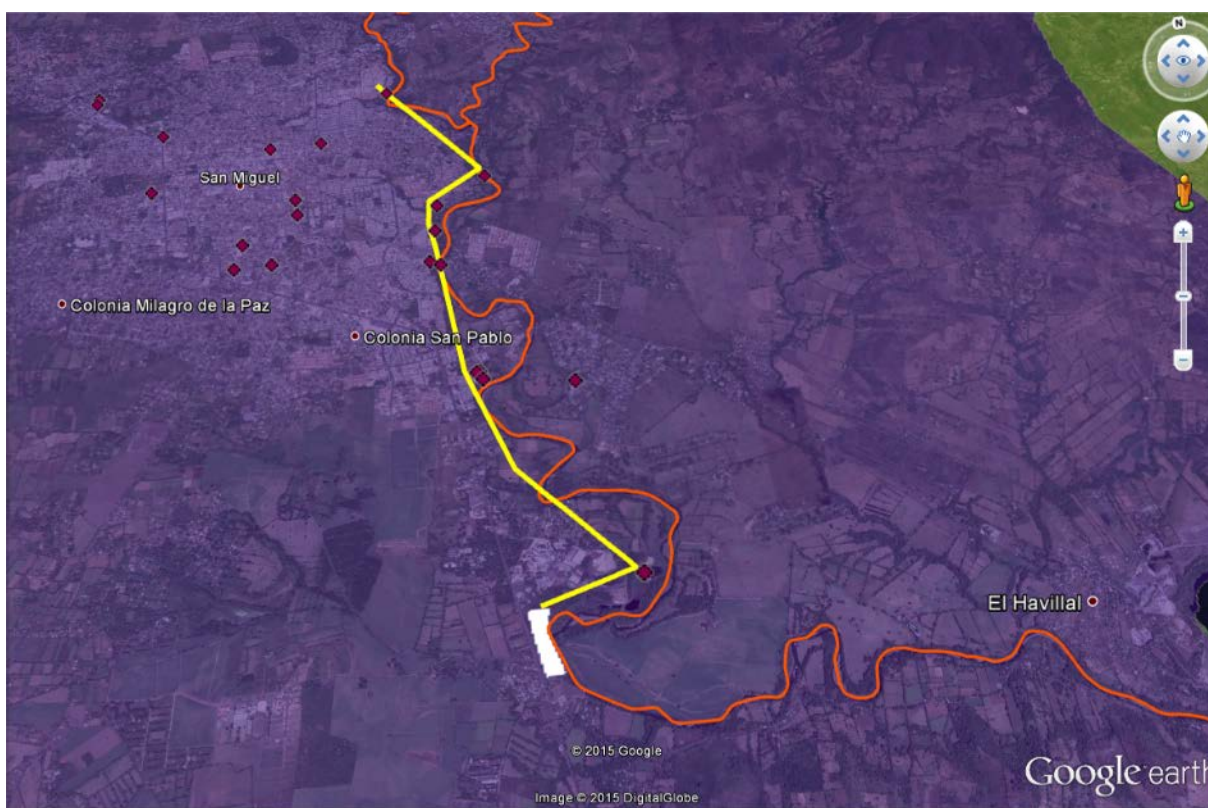 N
San Miguel
Colonia Milagro de la Paz
Colonia San Pablo
El Havillal
© 2015 Google
Google earth
Image © 2015 DigitalGlobe